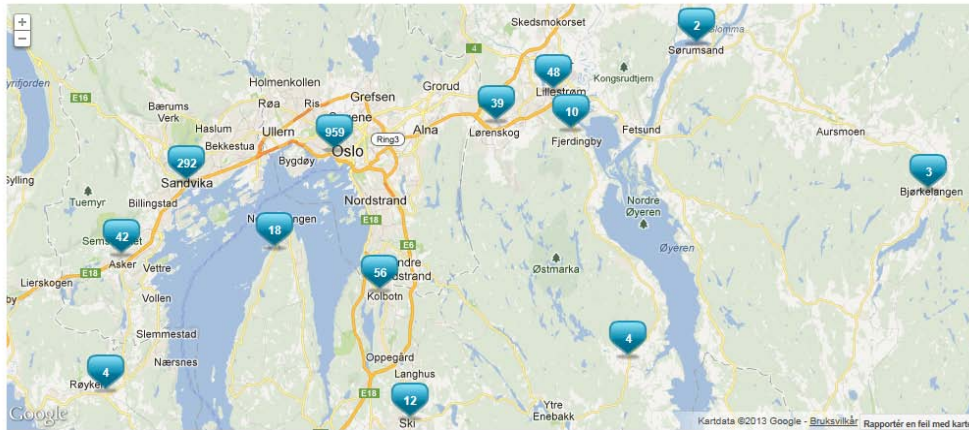 +
−
2
Skedsmokorset
Slomma
Sørumsand
4
48
Kongsrudtjern
E16
Holmenkollen
Grefsen
Grorud
Lillestrøm
Bærums
Verk
Røa
Ris
39
10
Haslum
Ullern
959
Alna
Lørenskog
Fetsund
Aursmoen
Bekkestua
Ring3
Fjerdingby
292
Bygdøy
Oslo
3
Sylling
Sandvika
Bjørkelangen
Tuemyr
Billingstad
Nordstrand
Nordre
Øyeren
18
E18
42
E6
Øyeren
Asker
Vettre
56
Østmarka
Lierskogen
E18
Kolbotn
Vollen
Slemmestad
4
Nærsnes
Oppegård
4
Langhus
Røyken
12
Ytre
Enebakk
Google
Ski
E18
Kartdata ©2013 Google - Bruksvilkår
Rapportér en feil med kart